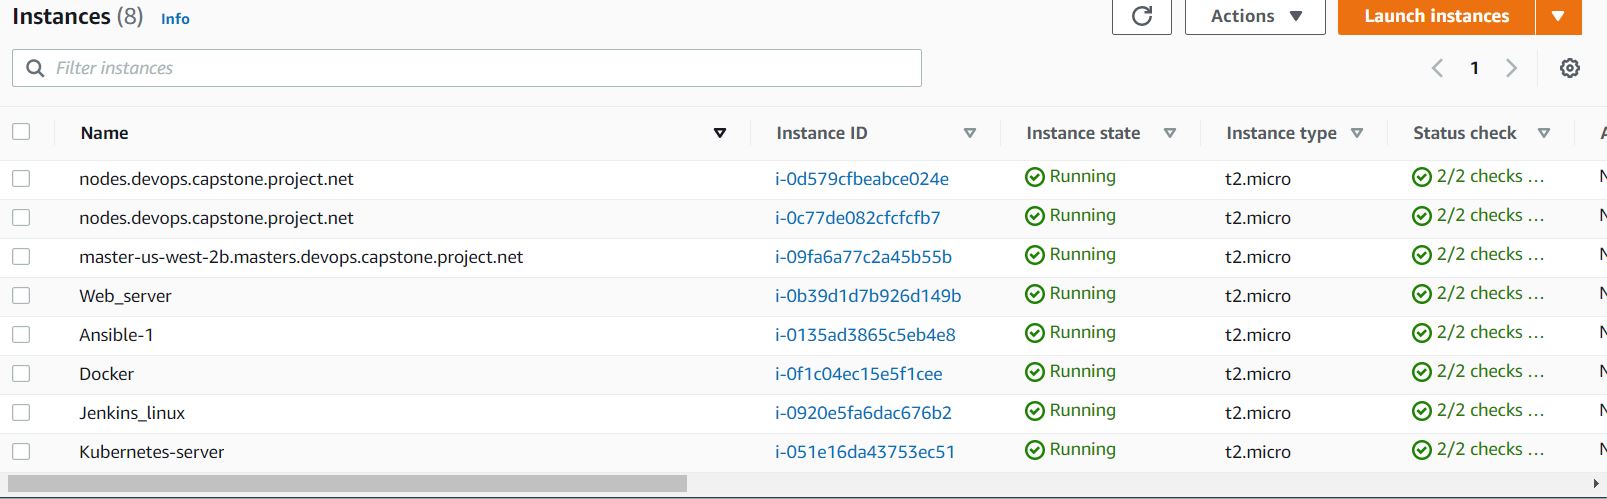 Instances (8) Info Actions Launch instances
Filter instances 1
Name Instance ID Instance state Instance type Status check
nodes.devops.capstone.project.net i-0d579cfbeabce024e Running t2.micro 2/2 checks ...
nodes.devops.capstone.project.net i-0c77de082cfcfcfb7 Running t2.micro 2/2 checks ...
master-us-west-2b.masters.devops.capstone.project.net i-09fa6a77c2a45b55b Running t2.micro 2/2 checks ...
Web_server i-0b39d1d7b926d149b Running t2.micro 2/2 checks ...
Ansible-1 i-0135ad3865c5eb4e8 Running t2.micro 2/2 checks ...
Docker i-0f1c04ec15e5f1cee Running t2.micro 2/2 checks ...
Jenkins_linux i-0920e5fa6dac676b2 Running t2.micro 2/2 checks ...
Kubernetes-server i-051e16da43753ec51 Running t2.micro 2/2 checks ...